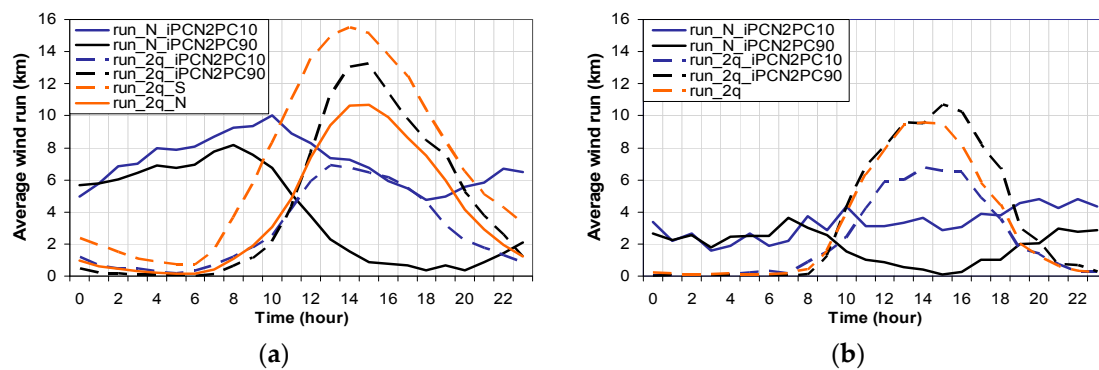 Average wind run (km)
16
14
12
10
8
6
4
2
0
run_N_iPCN2PC10
run_N_iPCN2PC90
run_2q_iPCN2PC10
run_2q_iPCN2PC90
run_2q_S
run_2q_N
0 2 4 6 8 10 12 14 16 18 20 22
Time (hour)
(a)
Average wind run (km)
16
14
12
10
8
6
4
2
0
run_N_iPCN2PC10
run_N_iPCN2PC90
run_2q_iPCN2PC10
run_2q_iPCN2PC90
run_2q
0 2 4 6 8 10 12 14 16 18 20 22
Time (hour)
(b)